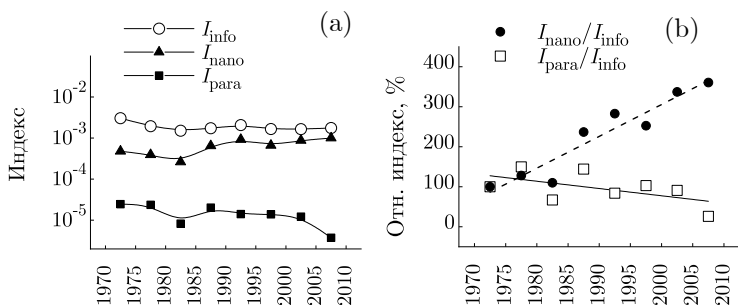 (a)
I_info
I_nano
I_para
Индекс
10^-2
10^-3
10^-4
10^-5
1970 1975 1980 1985 1990 1995 2000 2005 2010
(b)
I_nano/I_info
I_para/I_info
Отн. индекс, %
400
300
200
100
0
1970 1975 1980 1985 1990 1995 2000 2005 2010